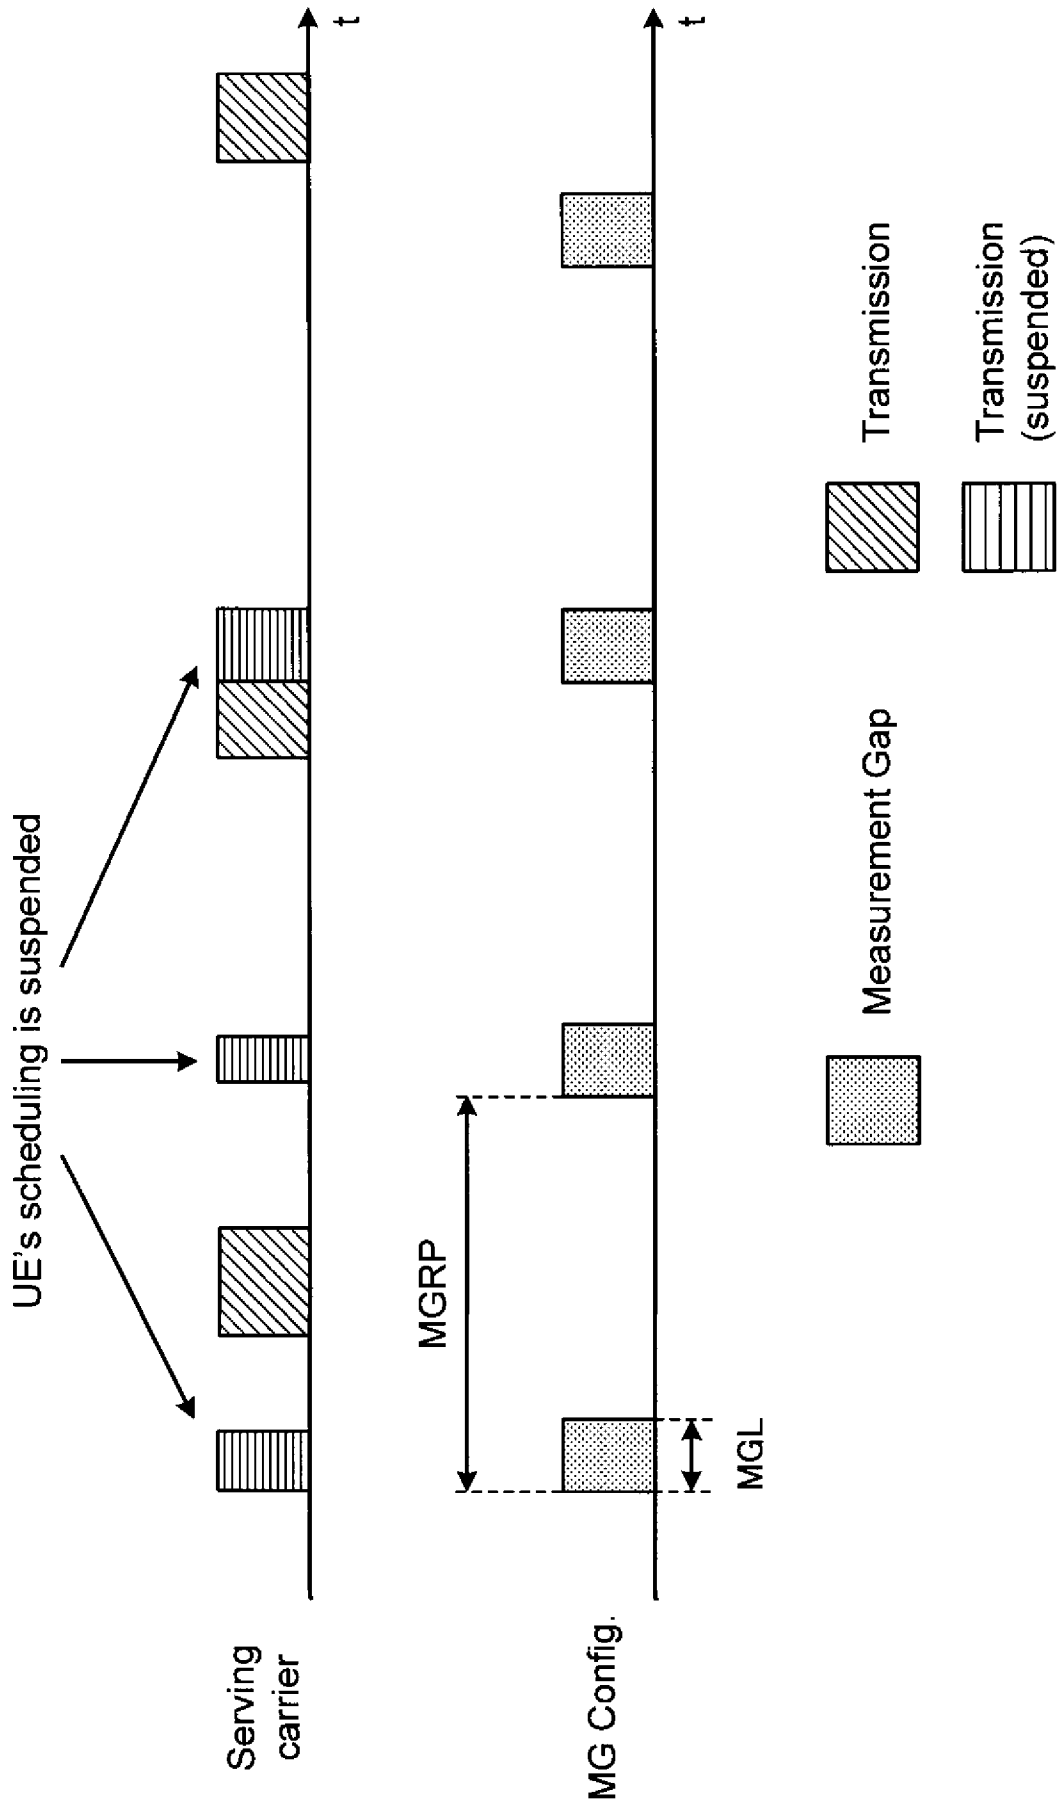 UE's scheduling is suspended
Serving
carrier
t
MGRP
MG Config.
t
MGL
Measurement Gap
Transmission
Transmission
(suspended)